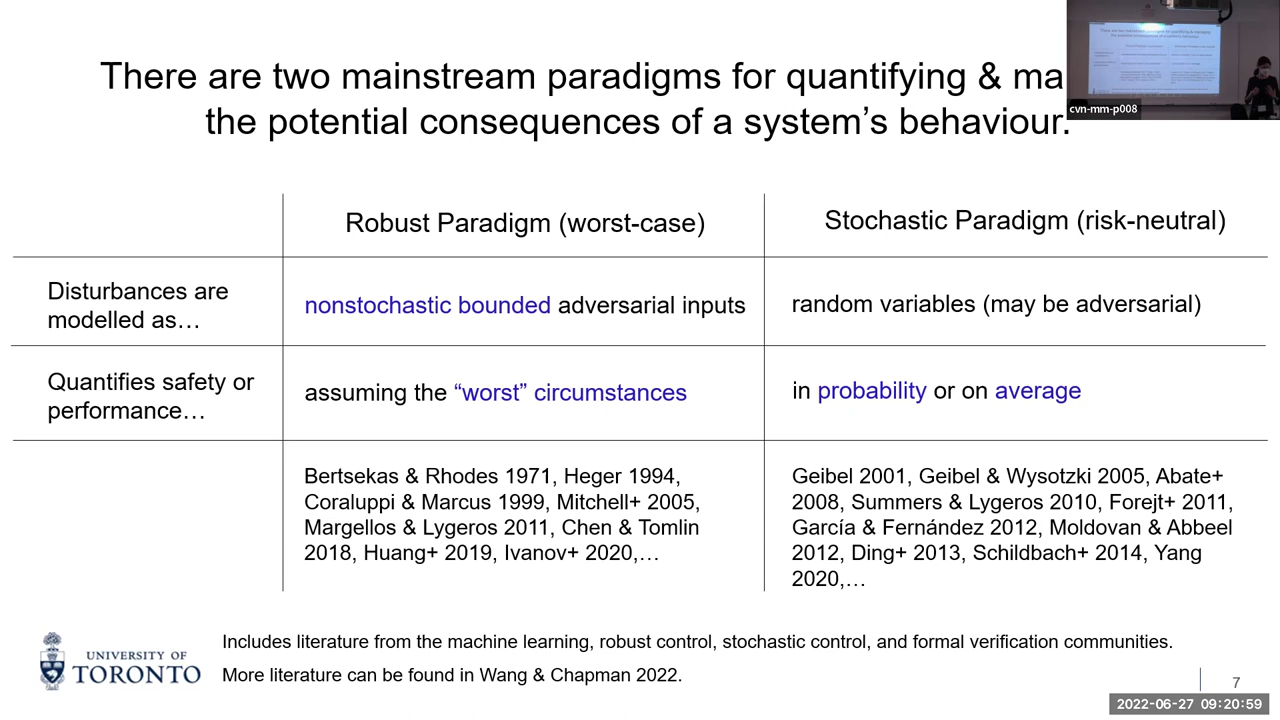 There are two mainstream paradigms for quantifying & ma
the potential consequences of a system’s behaviour.
cvn-mm-p008
Robust Paradigm (worst-case)
Stochastic Paradigm (risk-neutral)
Disturbances are
modelled as…
nonstochastic bounded adversarial inputs
random variables (may be adversarial)
Quantifies safety or
performance…
assuming the “worst” circumstances
in probability or on average
Bertsekas & Rhodes 1971, Heger 1994,
Coraluppi & Marcus 1999, Mitchell+ 2005,
Margellos & Lygeros 2011, Chen & Tomlin
2018, Huang+ 2019, Ivanov+ 2020,…
Geibel 2001, Geibel & Wysotzki 2005, Abate+
2008, Summers & Lygeros 2010, Forejt+ 2011,
García & Fernández 2012, Moldovan & Abbeel
2012, Ding+ 2013, Schildbach+ 2014, Yang
2020,…
UNIVERSITY OF
TORONTO
Includes literature from the machine learning, robust control, stochastic control, and formal verification communities.
More literature can be found in Wang & Chapman 2022.
7
2022-06-27 09:20:59